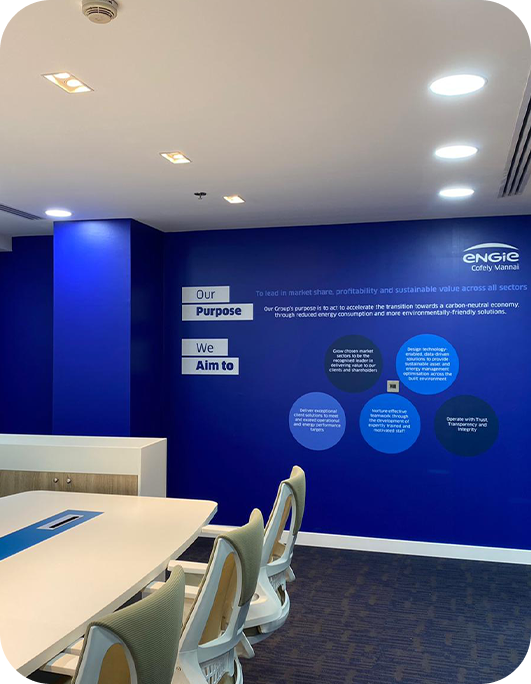 ENGIE
Cofely Mannai
Our
Purpose
To lead in market share, profitability and sustainable value across all sectors
Our Group's purpose is to act to accelerate the transition towards a carbon-neutral economy,
through reduced energy consumption and more environmentally-friendly solutions.
We
Aim to
Grow chosen market
sectors to be the
recognised leader in
delivering value to our
clients and shareholders
Design technology-
enabled, data-driven
solutions to provide
sustainable asset and
energy management
optimisation across the
built environment
Deliver exceptional
client solutions to meet
and exceed operational
and energy performance
targets
Nurture effective
teamwork through
the development of
expertly trained and
motivated staff
Operate with Trust,
Transparency and
Integrity